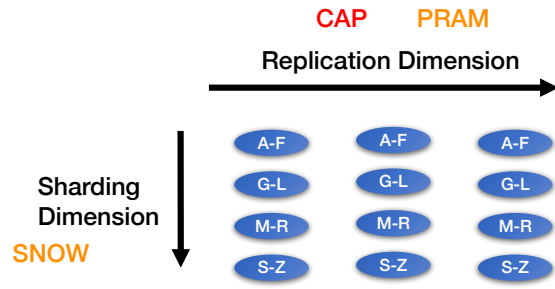 CAP PRAM
Replication Dimension
A-F A-F A-F
G-L G-L G-L
Sharding
Dimension
M-R M-R M-R
SNOW
S-Z S-Z S-Z